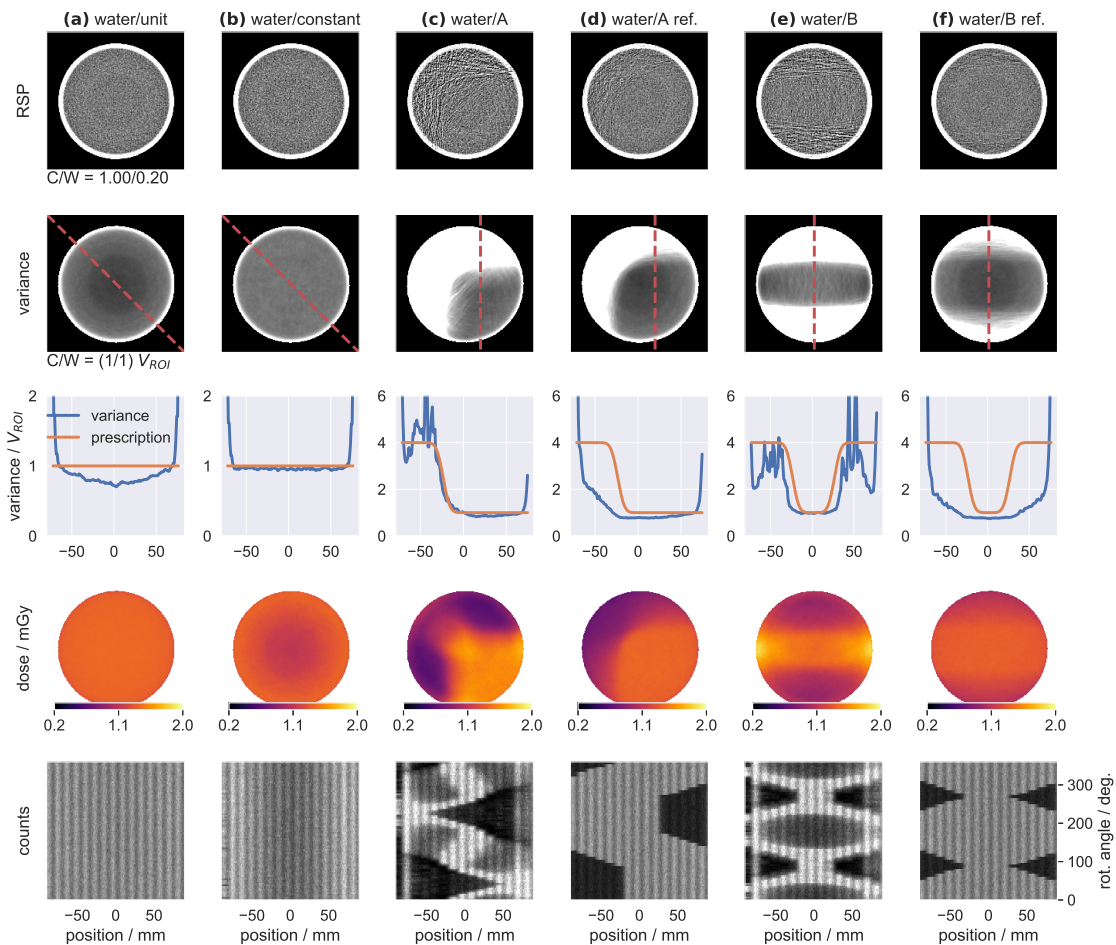 (a) water/unit (b) water/constant (c) water/A (d) water/A ref. (e) water/B (f) water/B ref.
RSP
C/W = 1.00/0.20
variance
C/W = (1/1) V_ROI
variance / V_ROI
2 2 6 6 6 6
variance
prescription
4 4 4 4
1 1
2 2 2 2
0 0 0 0 0 0
−50 0 50 −50 0 50 −50 0 50 −50 0 50 −50 0 50 −50 0 50
dose / mGy
0.2 1.1 2.0 0.2 1.1 2.0 0.2 1.1 2.0 0.2 1.1 2.0 0.2 1.1 2.0 0.2 1.1 2.0
counts
300
200
100
0
rot. angle / deg.
−50 0 50 −50 0 50 −50 0 50 −50 0 50 −50 0 50 −50 0 50
position / mm position / mm position / mm position / mm position / mm position / mm